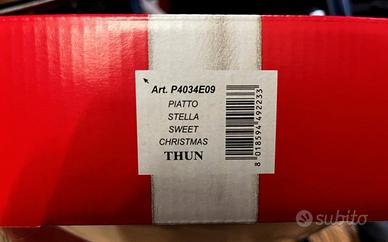 Art. P4034E09
PIATTO
STELLA
SWEET
CHRISTMAS
THUN
8 018594 492233
subito